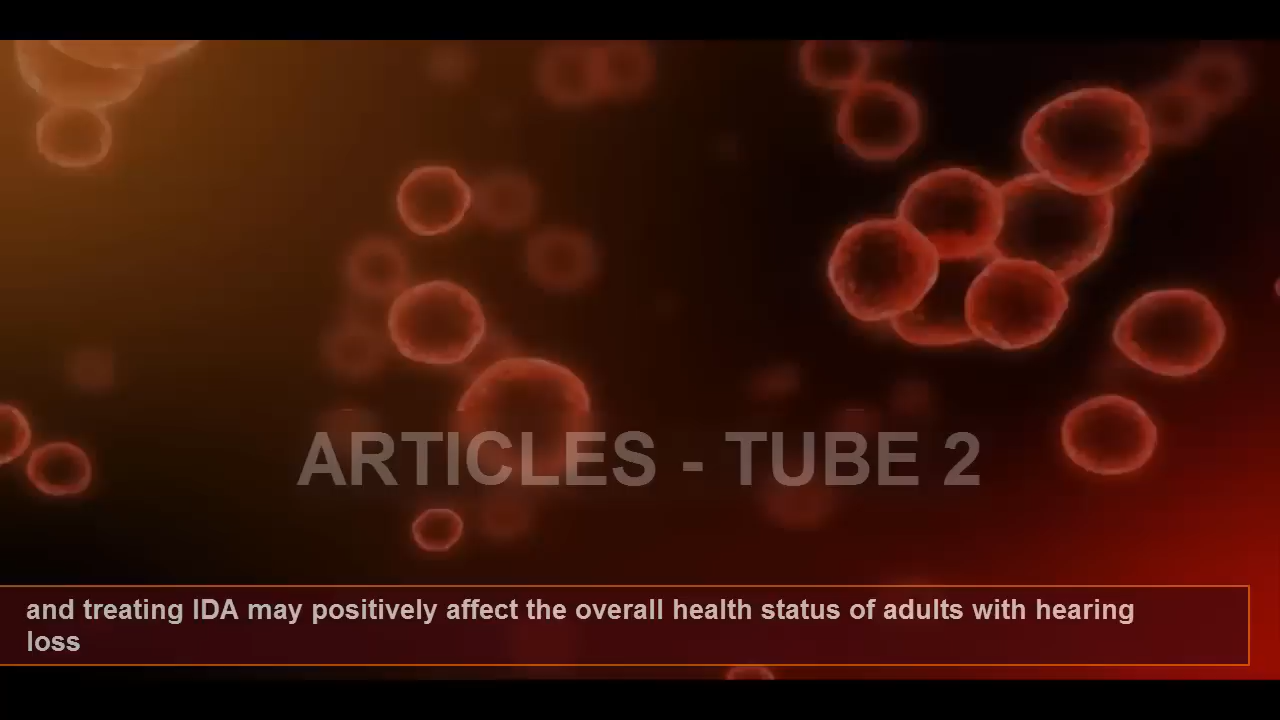 ARTICLES - TUBE 2
and treating IDA may positively affect the overall health status of adults with hearing
loss